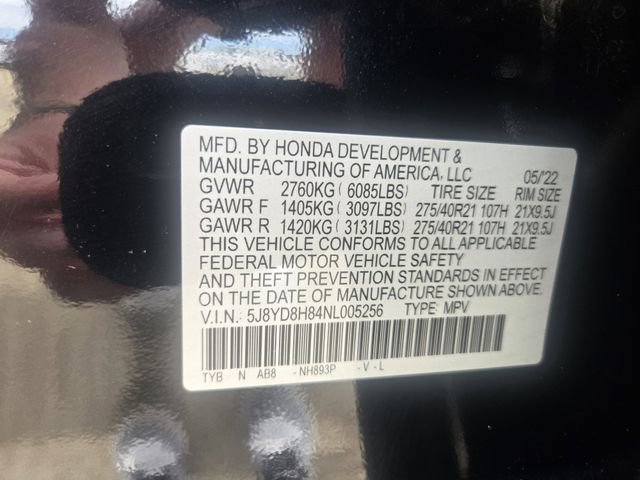 MFD. BY HONDA DEVELOPMENT &
MANUFACTURING OF AMERICA, LLC 05/'22
GVWR 2760KG ( 6085LBS) TIRE SIZE RIM SIZE
GAWR F 1405KG ( 3097LBS) 275/40R21 107H 21X9.5J
GAWR R 1420KG ( 3131LBS) 275/40R21 107H 21X9.5J
THIS VEHICLE CONFORMS TO ALL APPLICABLE
FEDERAL MOTOR VEHICLE SAFETY
AND THEFT PREVENTION STANDARDS IN EFFECT
ON THE DATE OF MANUFACTURE SHOWN ABOVE.
V.I.N.: 5J8YD8H84NL005256 TYPE: MPV
TYB N AB8 - NH893P - V - L